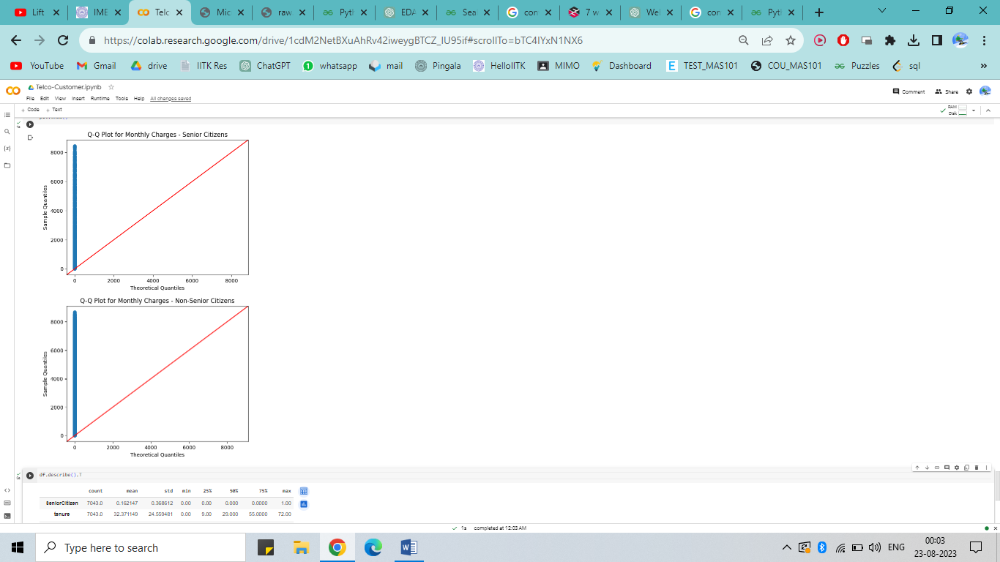 Lift
IME
Telc
Mic
raw
Pytl
EDA
Sea
con
7 w
Wel
con
Pytl
https://colab.research.google.com/drive/1cdM2NetBXuAhRv42iweygBTCZ_IU95if#scrollTo=bTC4IYxN1NX6
YouTube
Gmail
drive
IITK Res
ChatGPT
whatsapp
mail
Pingala
HelloIITK
MIMO
Dashboard
TEST_MAS101
COU_MAS101
Puzzles
sql
»
Telco-Customer.ipynb
File Edit View Insert Runtime Tools Help All changes saved
Comment
Share
+ Code + Text
RAM
Disk
1s
Q-Q Plot for Monthly Charges - Senior Citizens
8000
6000
4000
2000
0
Sample Quantiles
0 2000 4000 6000 8000
Theoretical Quantiles
Q-Q Plot for Monthly Charges - Non-Senior Citizens
8000
6000
4000
2000
0
Sample Quantiles
0 2000 4000 6000 8000
Theoretical Quantiles
df.describe().T
count mean std min 25% 50% 75% max
SeniorCitizen 7043.0 0.162147 0.368612 0.00 0.00 0.000 0.0000 1.00
tenure 7043.0 32.371149 24.559481 0.00 9.00 29.000 55.0000 72.00
1s completed at 12:03 AM
Type here to search
ENG
00:03
23-08-2023